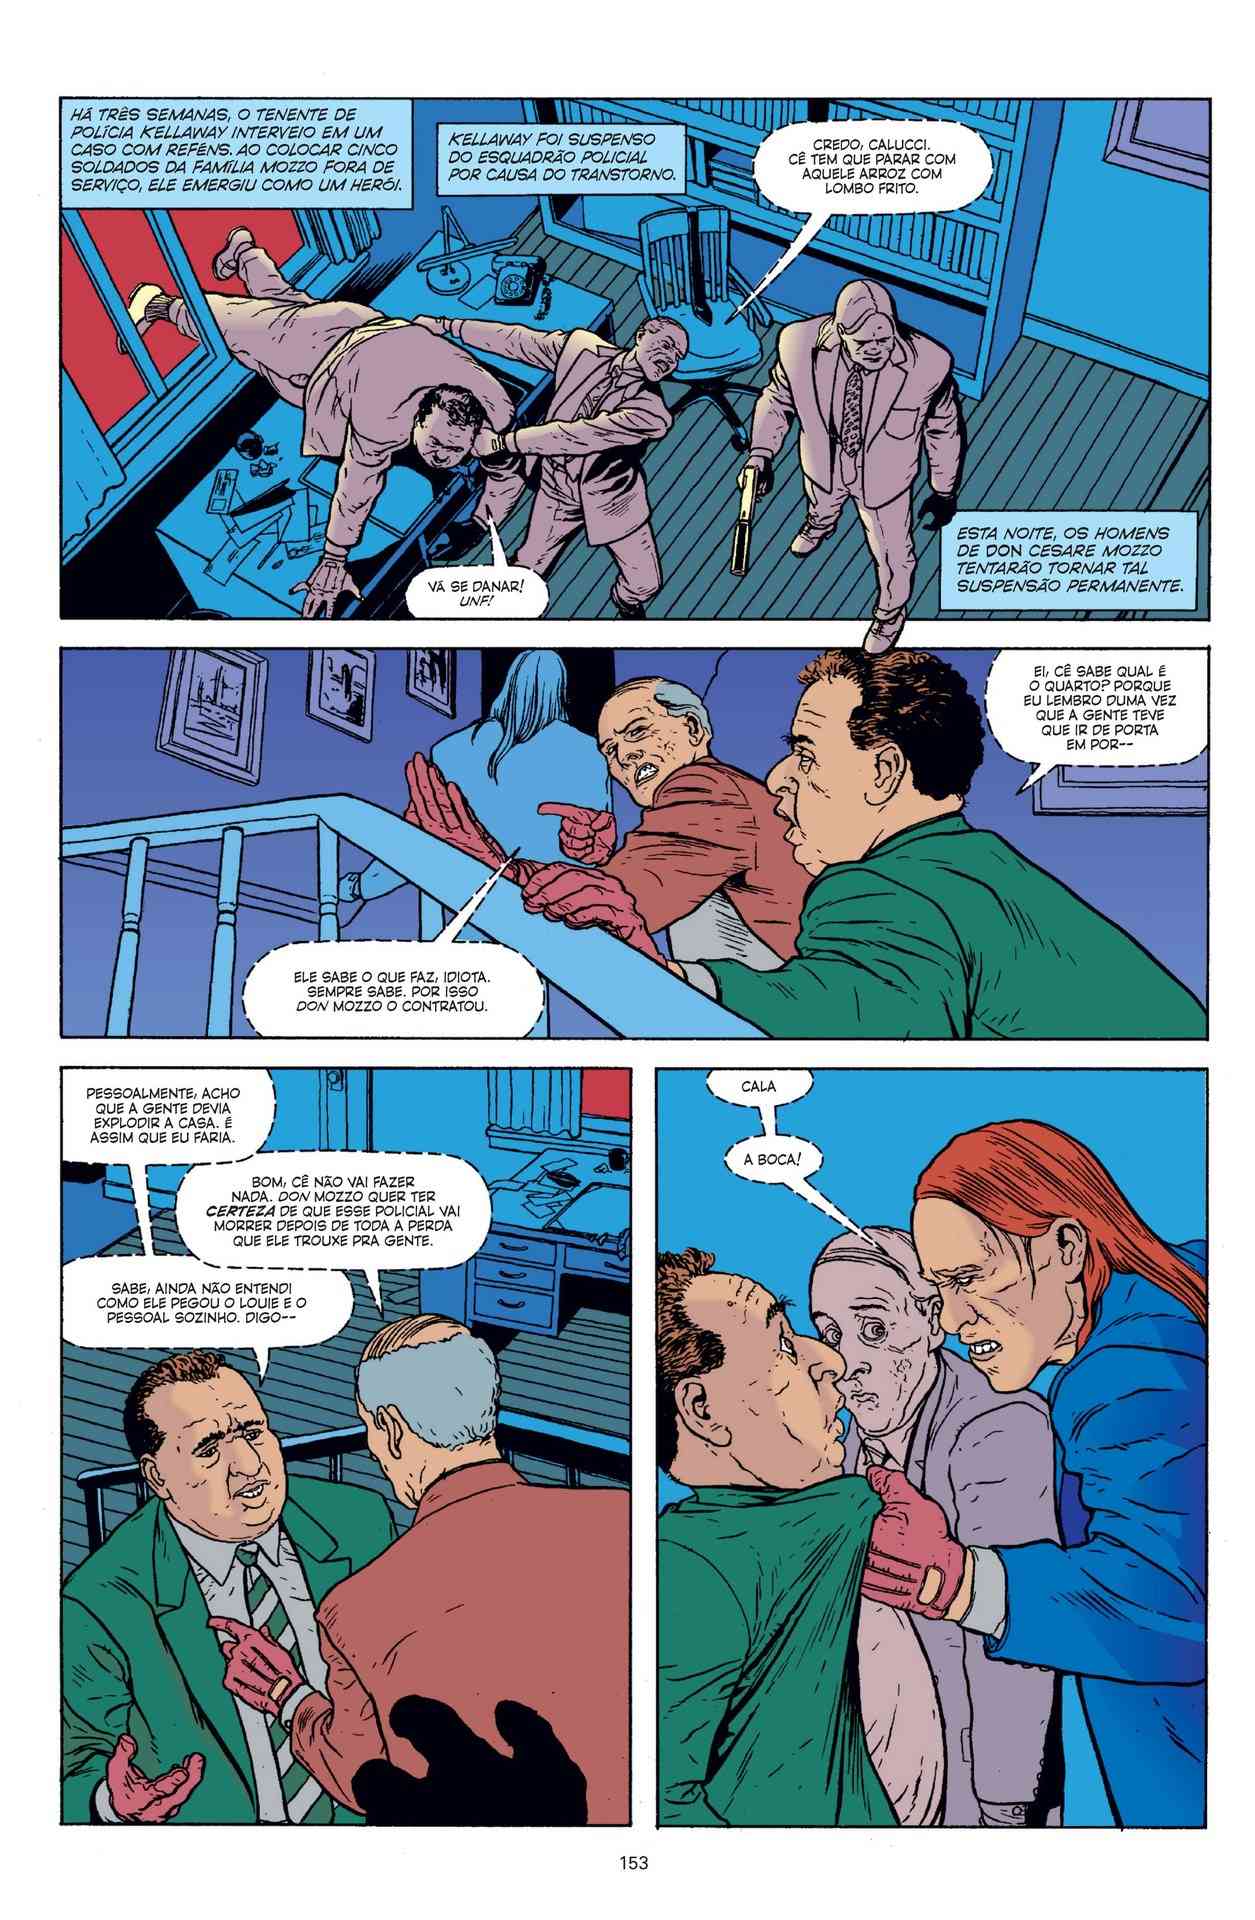 HÁ TRÊS SEMANAS, O TENENTE DE
POLÍCIA KELLAWAY INTERVEIO EM UM
CASO COM REFÉNS. AO COLOCAR CINCO
SOLDADOS DA FAMÍLIA MOZZO FORA DE
SERVIÇO, ELE EMERGIU COMO UM HERÓI.
KELLAWAY FOI SUSPENSO
DO ESQUADRÃO POLICIAL
POR CAUSA DO TRANSTORNO.
CREDO, CALUCCI.
CÊ TEM QUE PARAR COM
AQUELE ARROZ COM
LOMBO FRITO.
VÁ SE DANAR!
UNF!
ESTA NOITE, OS HOMENS
DE DON CESARE MOZZO
TENTARÃO TORNAR TAL
SUSPENSÃO PERMANENTE.
EI, CÊ SABE QUAL É
O QUARTO? PORQUE
EU LEMBRO DUMA VEZ
QUE A GENTE TEVE
QUE IR DE PORTA
EM POR--
ELE SABE O QUE FAZ, IDIOTA.
SEMPRE SABE. POR ISSO
DON MOZZO O CONTRATOU.
PESSOALMENTE, ACHO
QUE A GENTE DEVIA
EXPLODIR A CASA. É
ASSIM QUE EU FARIA.
BOM, CÊ NÃO VAI FAZER
NADA. DON MOZZO QUER TER
CERTEZA DE QUE ESSE POLICIAL VAI
MORRER DEPOIS DE TODA A PERDA
QUE ELE TROUXE PRA GENTE.
SABE, AINDA NÃO ENTENDI
COMO ELE PEGOU O LOUIE E O
PESSOAL SOZINHO. DIGO--
CALA
A BOCA!
153